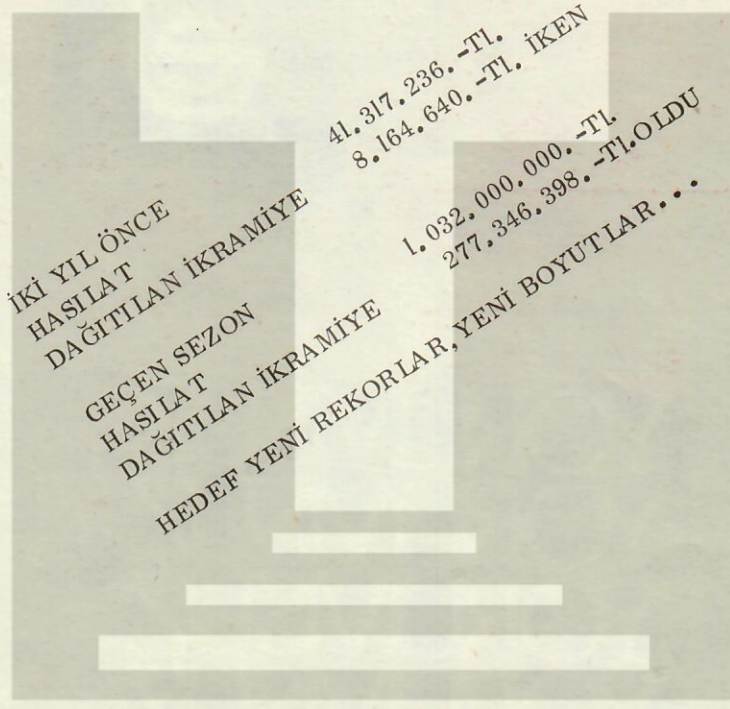 İKİ YIL ÖNCE
HASILAT 41.317.236.-Tl.
DAĞITILAN İKRAMİYE 8.164.640.-Tl. İKEN
GEÇEN SEZON
HASILAT 1.032.000.000.-Tl.
DAĞITILAN İKRAMİYE 277.346.398.-Tl.OLDU
HEDEF YENİ REKORLAR,YENİ BOYUTLAR...